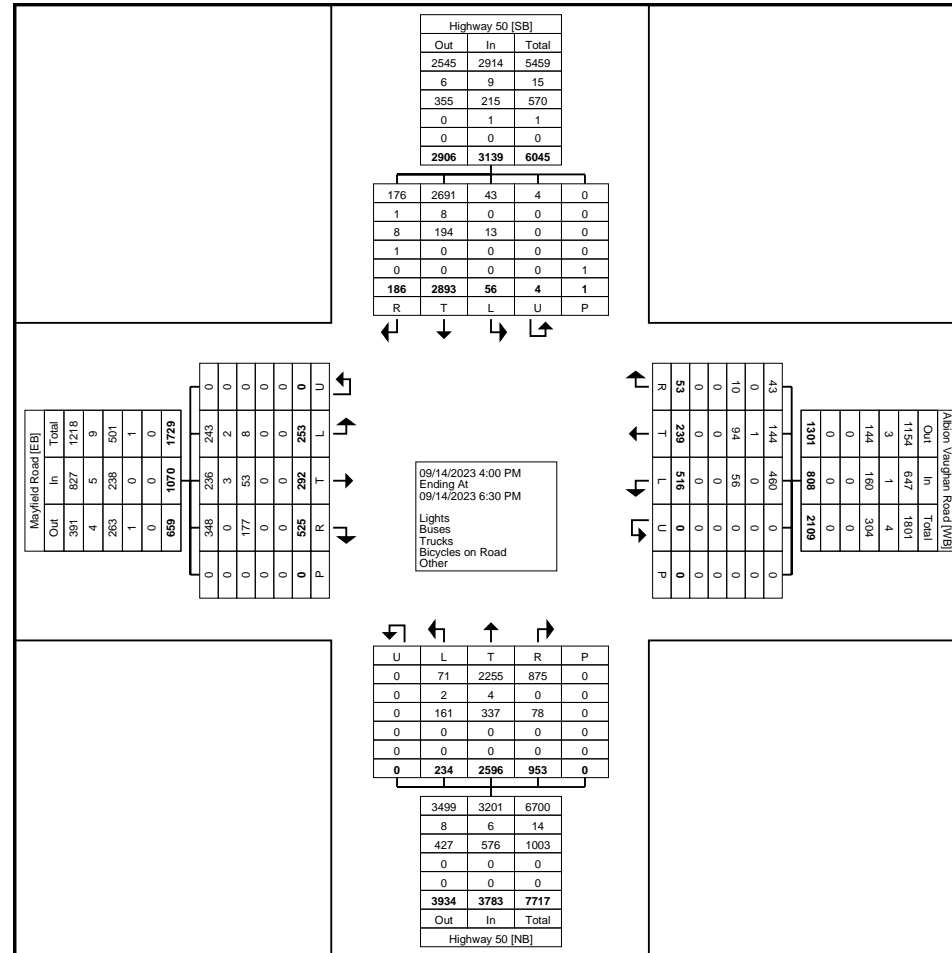 Highway 50 [SB]
Out In Total
2545 2914 5459
6 9 15
355 215 570
0 1 1
0 0 0
2906 3139 6045
176 2691 43 4 0
1 8 0 0 0
8 194 13 0 0
1 0 0 0 0
0 0 0 0 1
186 2893 56 4 1
R T L U P
Mayfield Road [EB]
Out In Total
391 827 1218
4 5 9
263 238 501
1 0 1
0 0 0
659 1070 1729
0 243 236 348 0
0 2 3 0 0
0 8 53 177 0
0 0 0 0 0
0 0 0 0 0
0 253 292 525 0
U L T R P
09/14/2023 4:00 PM
Ending At
09/14/2023 6:30 PM
Lights
Buses
Trucks
Bicycles on Road
Other
Albion Vaughan Road [WB]
Out In Total
1154 647 1801
3 1 4
144 160 304
0 0 0
0 0 0
1301 808 2109
43 144 460 0 0
0 1 0 0 0
10 94 56 0 0
0 0 0 0 0
0 0 0 0 0
53 239 516 0 0
R T L U P
U L T R P
0 71 2255 875 0
0 2 4 0 0
0 161 337 78 0
0 0 0 0 0
0 0 0 0 0
0 234 2596 953 0
3499 3201 6700
8 6 14
427 576 1003
0 0 0
0 0 0
3934 3783 7717
Out In Total
Highway 50 [NB]